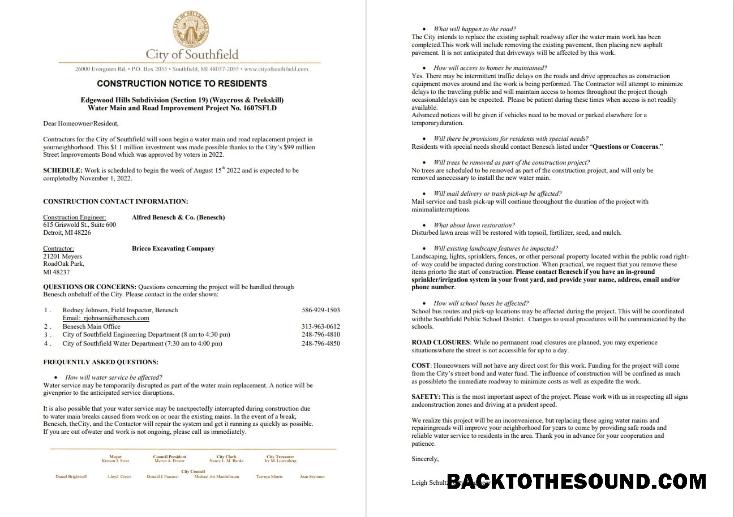 City of Southfield
26000 Evergreen Rd. • P.O. Box 2055 • Southfield, MI 48037-2055 • www.cityofsouthfield.com
CONSTRUCTION NOTICE TO RESIDENTS
Edgewood Hills Subdivision (Section 19) (Waycross & Peekskill)
Water Main and Road Improvement Project No. 1607SFLD
Dear Homeowner/Resident,
Contractors for the City of Southfield will soon begin a water main and road replacement project in
yourneighborhood. This $1.1 million investment was made possible thanks to the City's $99 million
Street Improvements Bond which was approved by voters in 2022.
SCHEDULE: Work is scheduled to begin the week of August 15th 2022 and is expected to be
completedby November 1, 2022.
CONSTRUCTION CONTACT INFORMATION:
Construction Engineer: Alfred Benesch & Co. (Benesch)
615 Griswold St., Suite 600
Detroit, MI 48226
Contractor: Bricco Excavating Company
21201 Meyers
RoadOak Park,
MI 48237
QUESTIONS OR CONCERNS: Questions concerning the project will be handled through
Benesch onbehalf of the City. Please contact in the order shown:
1 . Rodney Johnson, Field Inspector, Benesch 586-929-1503
Email: rjohnson@benesch.com
2 . Benesch Main Office 313-963-0612
3 . City of Southfield Engineering Department (8 am to 4:30 pm) 248-796-4810
4 . City of Southfield Water Department (7:30 am to 4:00 pm) 248-796-4850
FREQUENTLY ASKED QUESTIONS:
• How will water service be affected?
Water service may be temporarily disrupted as part of the water main replacement. A notice will be
givenprior to the anticipated service disruptions.
It is also possible that your water service may be unexpectedly interrupted during construction due
to water main breaks caused from work on or near the existing mains. In the event of a break,
Benesch, theCity, and the Contractor will repair the system and get it running as quickly as possible.
If you are out ofwater and work is not ongoing, please call us immediately.
Mayor Council President City Clerk City Treasurer
City Council
• What will happen to the road?
The City intends to replace the existing asphalt roadway after the water main work has been
completed.This work will include removing the existing pavement, then placing new asphalt
pavement. It is not anticipated that driveways will be affected by this work.
• How will access to homes be maintained?
Yes. There may be intermittent traffic delays on the roads and drive approaches as construction
equipment moves around and the work is being performed. The Contractor will attempt to minimize
delays to the traveling public and will maintain access to homes throughout the project though
occasionaldelays can be expected. Please be patient during these times when access is not readily
available.
Advanced notices will be given if vehicles need to be moved or parked elsewhere for a
temporaryduration.
• Will there be provisions for residents with special needs?
Residents with special needs should contact Benesch listed under "Questions or Concerns."
• Will trees be removed as part of the construction project?
No trees are scheduled to be removed as part of the construction project, and will only be
removed asnecessary to install the new water main.
• Will mail delivery or trash pick-up be affected?
Mail service and trash pick-up will continue throughout the duration of the project with
minimalinterruptions.
• What about lawn restoration?
Disturbed lawn areas will be restored with topsoil, fertilizer, seed, and mulch.
• Will existing landscape features be impacted?
Landscaping, lights, sprinklers, fences, or other personal property located within the public road right-
of- way could be impacted during construction. When practical, we request that you remove these
items priorto the start of construction. Please contact Benesch if you have an in-ground
sprinkler/irrigation system in your front yard, and provide your name, address, email and/or
phone number.
• How will school buses be affected?
School bus routes and pick-up times may be affected during the project. This will be coordinated
withthe Southfield Public School District. Changes to usual procedures will be communicated by the
schools.
ROAD CLOSURES: While no permanent road closures are planned, you may experience
situationswhere the street is not accessible for up to a day.
COST: Homeowners will not have any direct cost for this work. Funding for the project will come
from the City's street bond and water fund. The influence of construction will be confined as much
as possibleto the immediate roadway to minimize costs as well as expedite the work.
SAFETY: This is the most important aspect of the project. Please work with us in respecting all signs
andconstruction zones and driving at a prudent speed.
We realize this project will be an inconvenience, but replacing these aging water mains and
repairingroads will improve your neighborhood for years to come by providing safe roads and
reliable water service to residents in the area. Thank you in advance for your cooperation and
patience.
Sincerely,
Leigh Schultz
BACKTOTHESOUND.COM